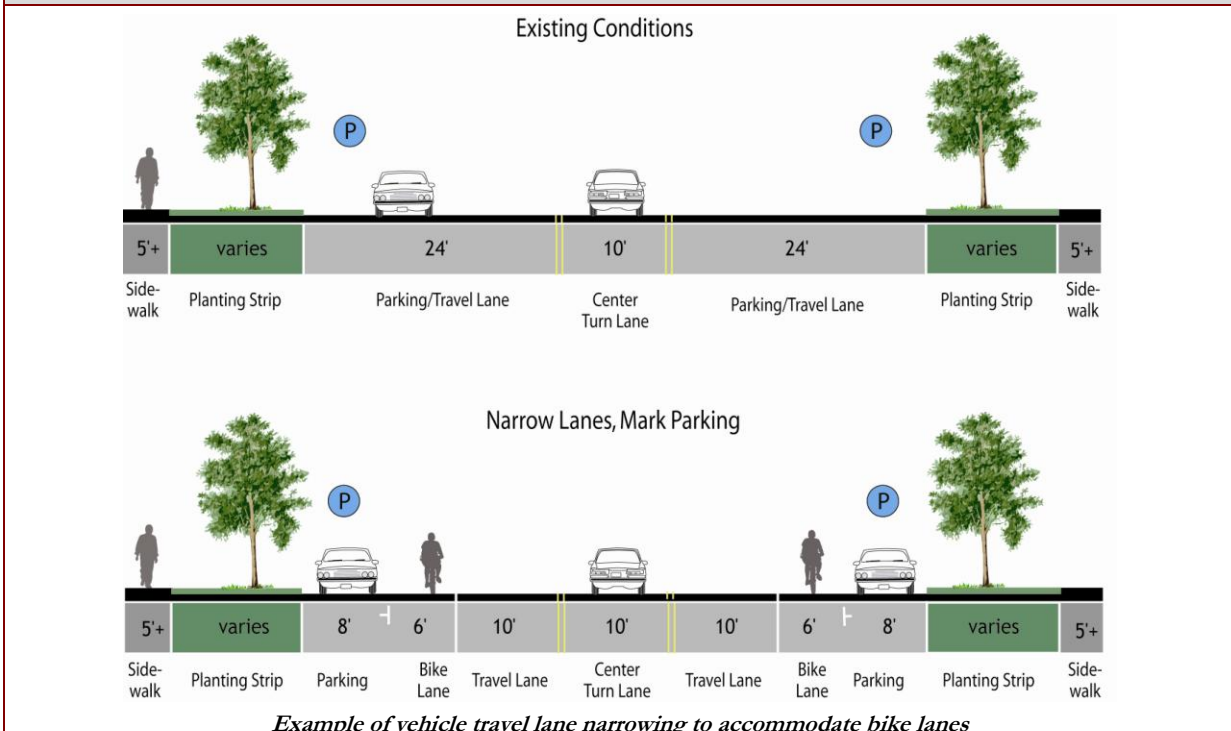 Existing Conditions
P P
5'+ varies 24' 10' 24' varies 5'+
Side-
walk
Planting Strip
Parking/Travel Lane
Center
Turn Lane
Parking/Travel Lane
Planting Strip
Side-
walk
Narrow Lanes, Mark Parking
P P
5'+ varies 8' 6' 10' 10' 10' 6' 8' varies 5'+
Side-
walk
Planting Strip
Parking
Bike
Lane
Travel Lane
Center
Turn Lane
Travel Lane
Bike
Lane
Parking
Planting Strip
Side-
walk
Example of vehicle travel lane narrowing to accommodate bike lanes